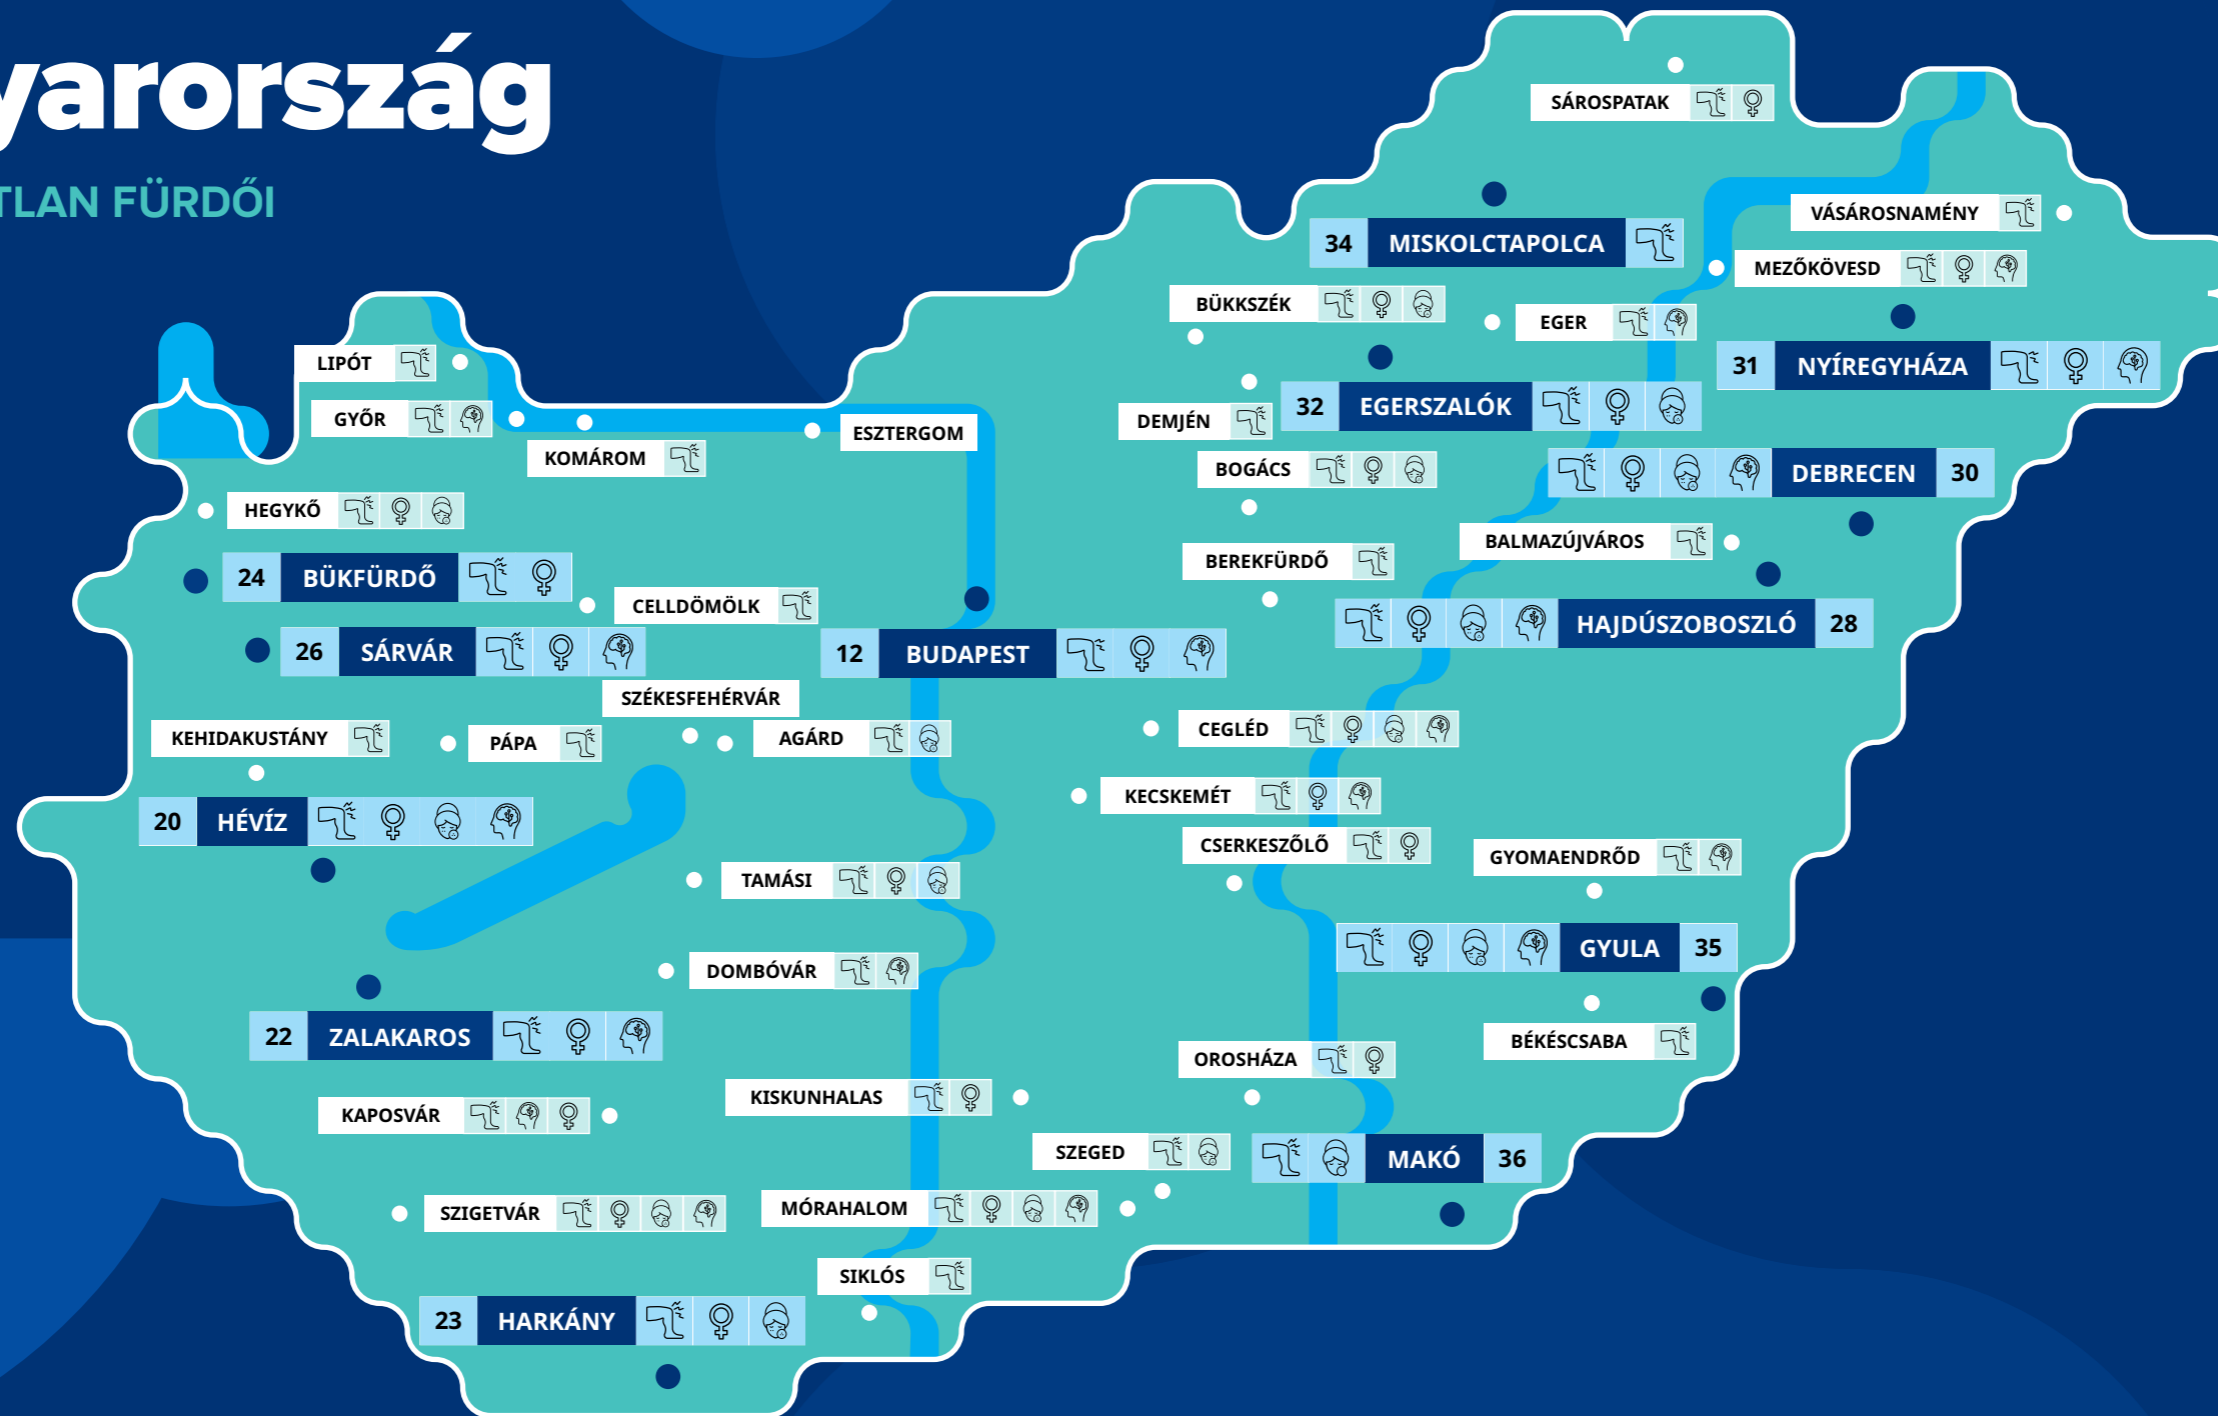 yarország
TLAN FÜRDŐI
SÁROSPATAK
VÁSÁROSNAMÉNY
34 MISKOLCTAPOLCA
MEZŐKÖVESD
BÜKKSZÉK
EGER
LIPÓT
31 NYÍREGYHÁZA
GYŐR
32 EGERSZALÓK
DEMJÉN
ESZTERGOM
KOMÁROM
BOGÁCS
DEBRECEN 30
HEGYKŐ
BALMAZÚJVÁROS
BEREKFÜRDŐ
24 BÜKFÜRDŐ
CELLDÖMÖLK
HAJDÚSZOBOSZLÓ 28
26 SÁRVÁR
12 BUDAPEST
SZÉKESFEHÉRVÁR
CEGLÉD
KEHIDAKUSTÁNY
PÁPA
AGÁRD
KECSKEMÉT
20 HÉVÍZ
CSERKESZŐLŐ
GYOMAENDRŐD
TAMÁSI
GYULA 35
DOMBÓVÁR
22 ZALAKAROS
BÉKÉSCSABA
OROSHÁZA
KISKUNHALAS
KAPOSVÁR
SZEGED
MAKÓ 36
SZIGETVÁR
MÓRAHALOM
SIKLÓS
23 HARKÁNY